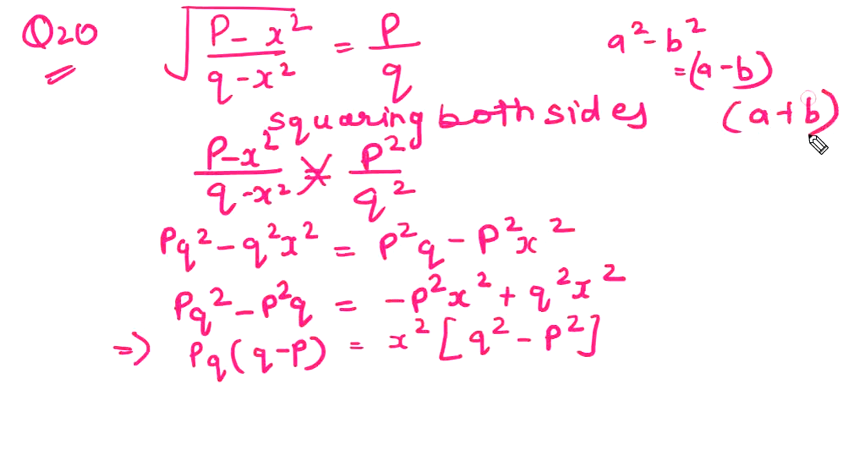 Q20
√(P - x²)/(q - x²) = P/q
a² - b²
= (a - b)
(a + b)
squaring both sides
(P - x²)/(q - x²) = P²/q²
Pq² - q²x² = P²q - P²x²
Pq² - P²q = -P²x² + q²x²
⇒) Pq(q - P) = x²[q² - P²]